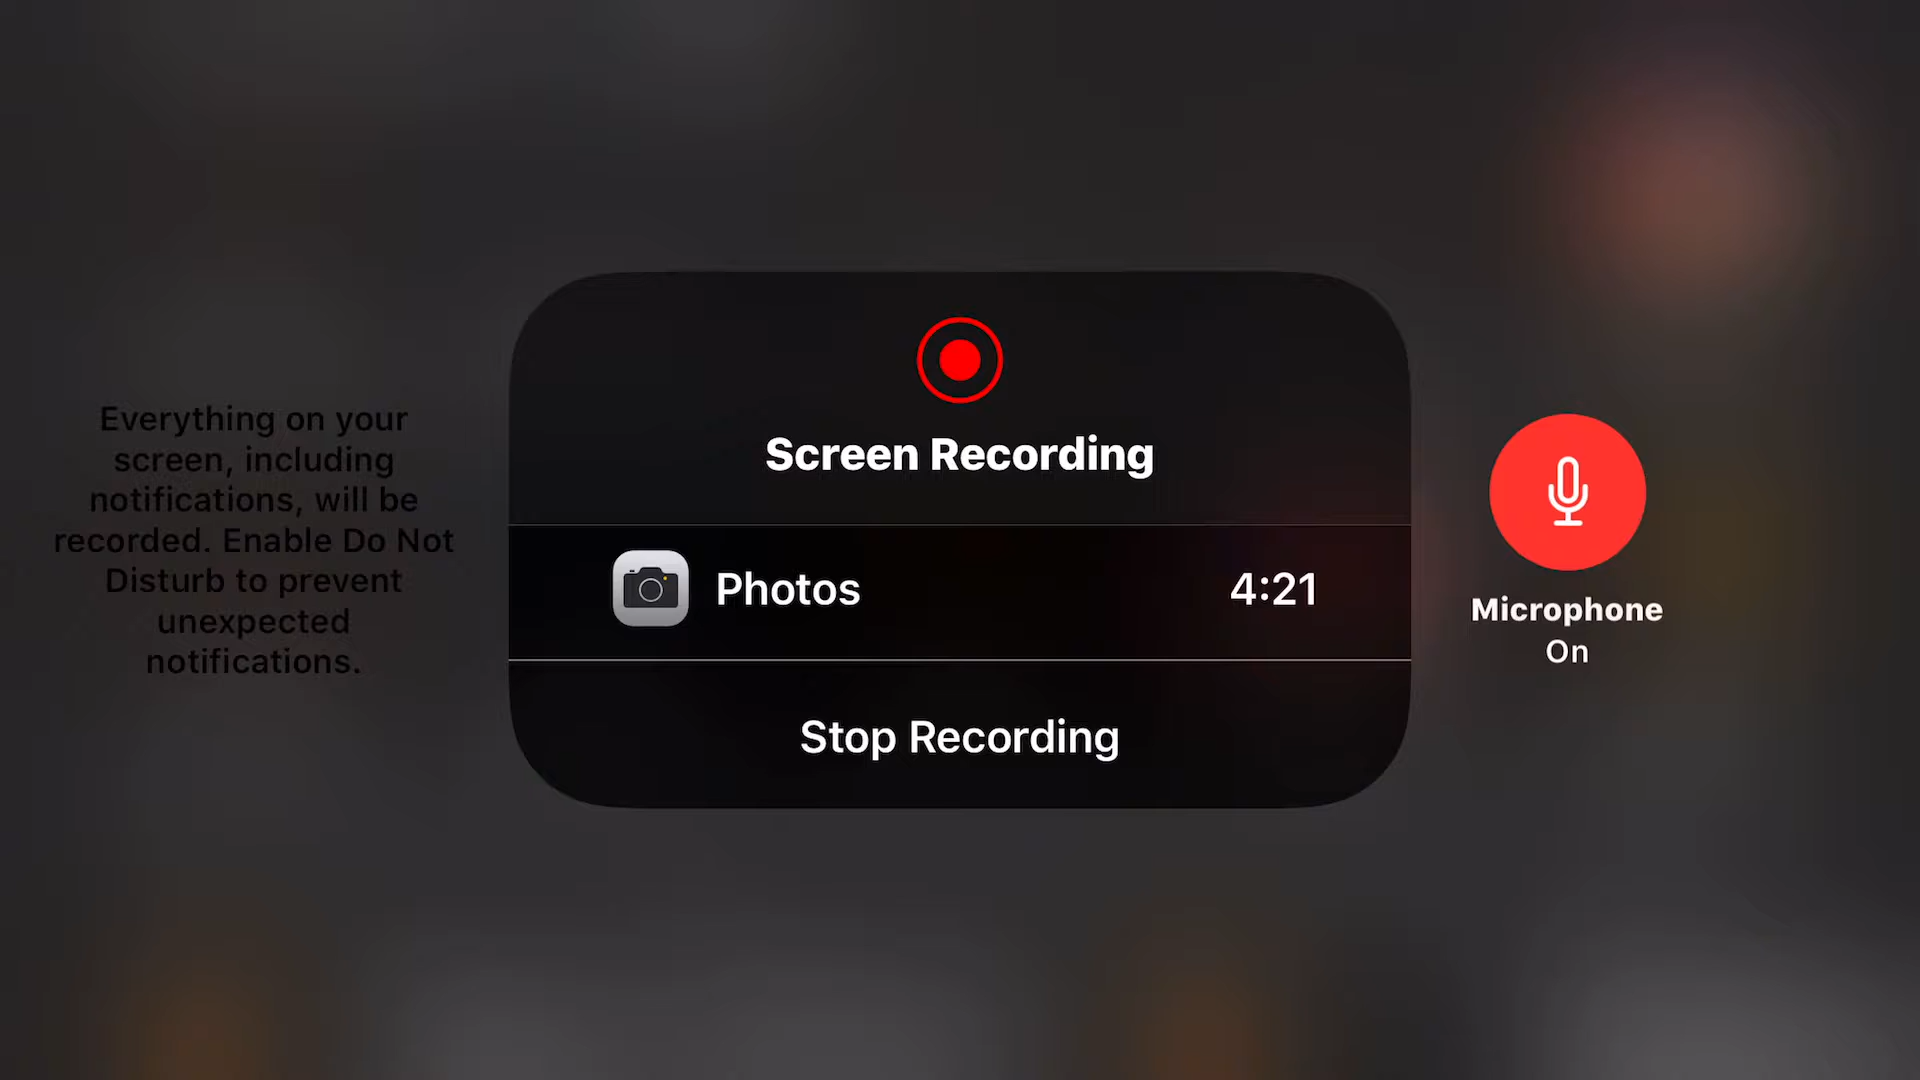 Everything on your
screen, including
notifications, will be
recorded. Enable Do Not
Disturb to prevent
unexpected
notifications.
Screen Recording
Photos 4:21
Stop Recording
Microphone
On